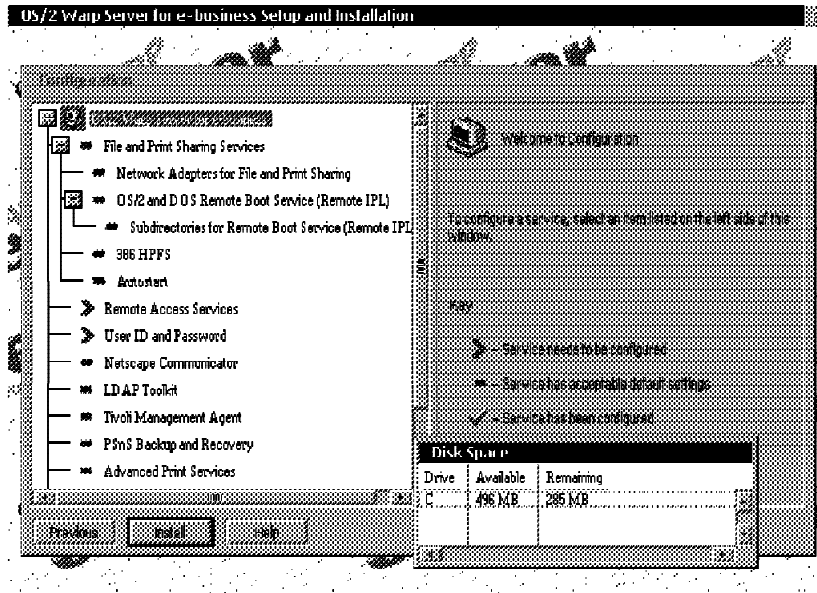 OS/2 Warp Server for e-business Setup and Installation
Configuration
File and Print Sharing Services
Network Adapters for File and Print Sharing
OS/2 and DOS Remote Boot Service (Remote IPL)
Subdirectories for Remote Boot Service (Remote IPL
386 HPFS
Autostart
Remote Access Services
User ID and Password
Netscape Communicator
LDAP Toolkit
Tivoli Management Agent
PSnS Backup and Recovery
Advanced Print Services
Previous
Install
Help
Welcome to Configuration
To configure a service, select an item listed on the left side of this
window.
Key
- Service needs to be configured
- Service has acceptable default settings
- Service has been configured
Disk Space
Drive Available Remaining
C 496 MB 285 MB